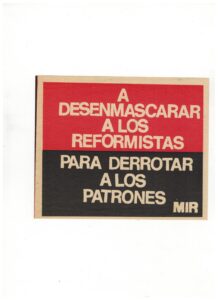 A
DESENMASCARAR
A LOS
REFORMISTAS
PARA DERROTAR
A LOS
PATRONES MIR